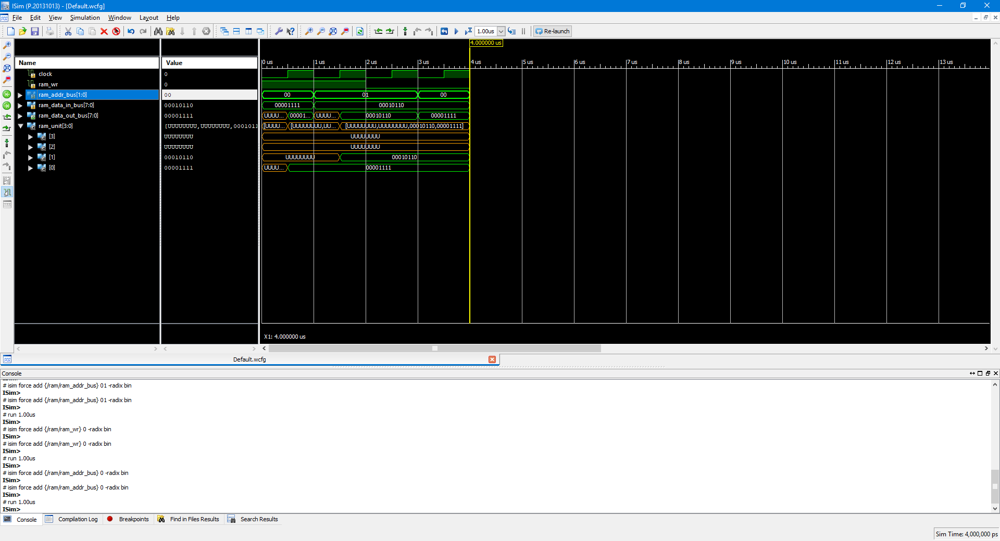 ISim (P.20131013) - [Default.wcfg]
File Edit View Simulation Window Layout Help
1.00us Re-launch
4.000000 us
Name Value
0 us 1 us 2 us 3 us 4 us 5 us 6 us 7 us 8 us 9 us 10 us 11 us 12 us 13 us
clock 0
ram_wr 0
ram_addr_bus[1:0] 00 00 01 00
ram_data_in_bus[7:0] 00010110 00001111 00010110
ram_data_out_bus[7:0] 00001111 UUUU... 00001... UUUU... 00010110 00001111
ram_unit[3:0] [UUUUUUUU,UUUUUUUU,0001011 [UUUU... [UUUUUUUU,UU... [UUUUUUUU,UUUUUUUU,00010110,00001111]
[3] UUUUUUUU UUUUUUUU
[2] UUUUUUUU UUUUUUUU
[1] 00010110 UUUUUUUU 00010110
[0] 00001111 UUUU... 00001111
X1: 4.000000 us
Default.wcfg
Console
# isim force add {/ram/ram_addr_bus} 01 -radix bin
ISim>
# isim force add {/ram/ram_addr_bus} 01 -radix bin
ISim>
# run 1.00us
ISim>
# isim force add {/ram/ram_wr} 0 -radix bin
ISim>
# isim force add {/ram/ram_wr} 0 -radix bin
ISim>
# run 1.00us
ISim>
# isim force add {/ram/ram_addr_bus} 0 -radix bin
ISim>
# isim force add {/ram/ram_addr_bus} 0 -radix bin
ISim>
# run 1.00us
ISim>
Console Compilation Log Breakpoints Find in Files Results Search Results
Sim Time: 4,000,000 ps